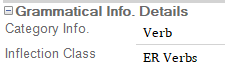 Grammatical Info. Details
Category Info. Verb
Inflection Class ER Verbs